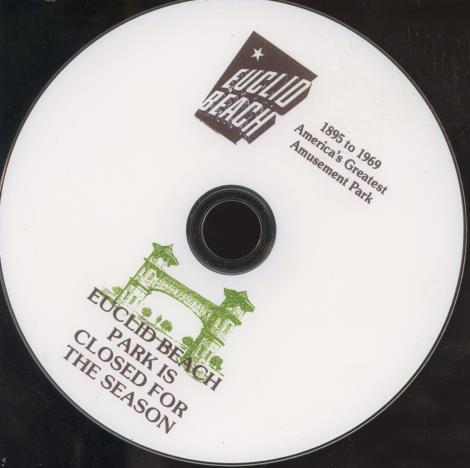 EUCLID
BEACH
1895 to 1969
America's Greatest
Amusement Park
EUCLID BEACH
PARK IS
CLOSED FOR
THE SEASON